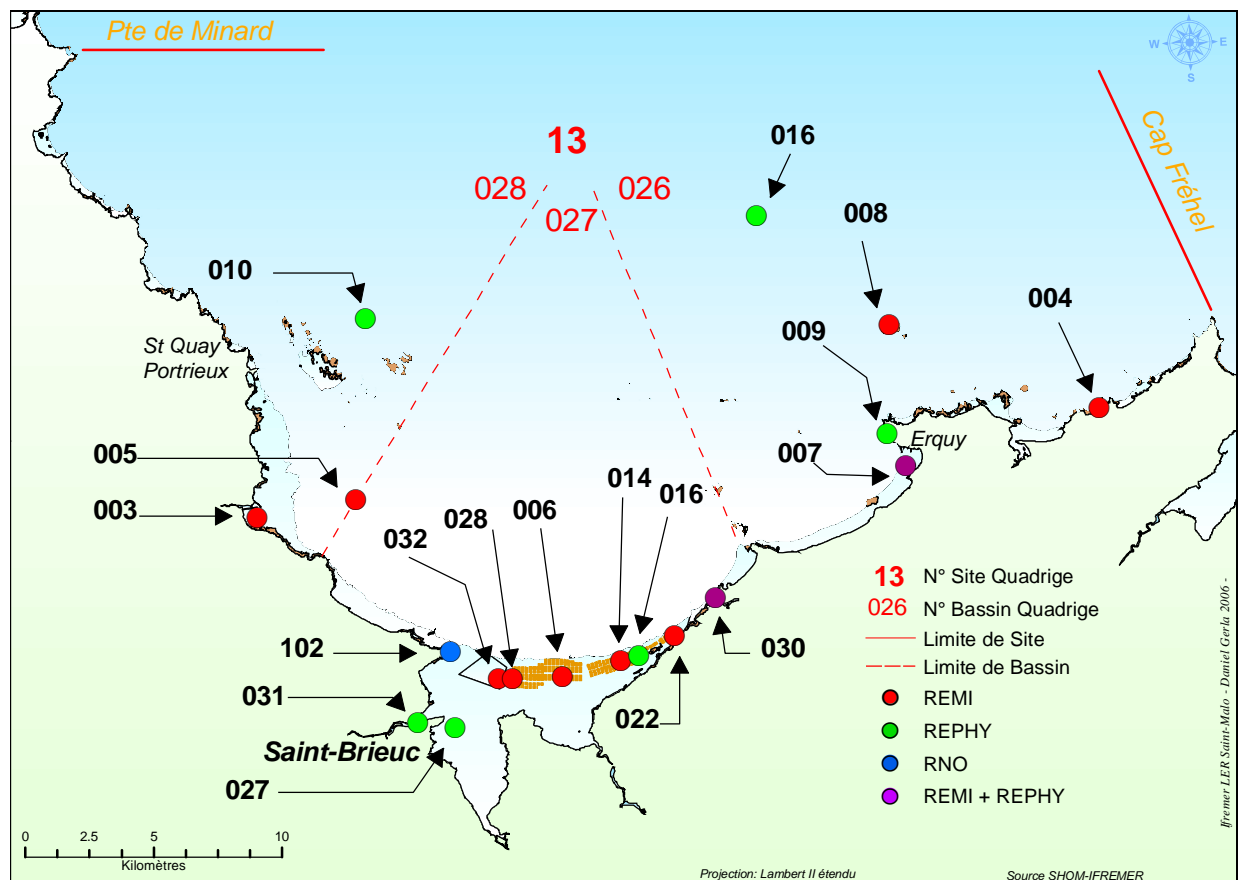 Pte de Minard
N
W
E
S
Cap Fréhel
13
016
028
026
027
008
010
004
009
St Quay
Portrieux
Erquy
005
007
014
016
003
028
006
032
13 N° Site Quadrige
026 N° Bassin Quadrige
Limite de Site
030
102
Limite de Bassin
031
022
REMI
Saint-Brieuc
REPHY
RNO
027
REMI + REPHY
0 2.5 5 10
Kilomètres
Projection: Lambert II étendu
Source SHOM-IFREMER
Ifremer LER Saint-Malo - Daniel Gerla 2006 -